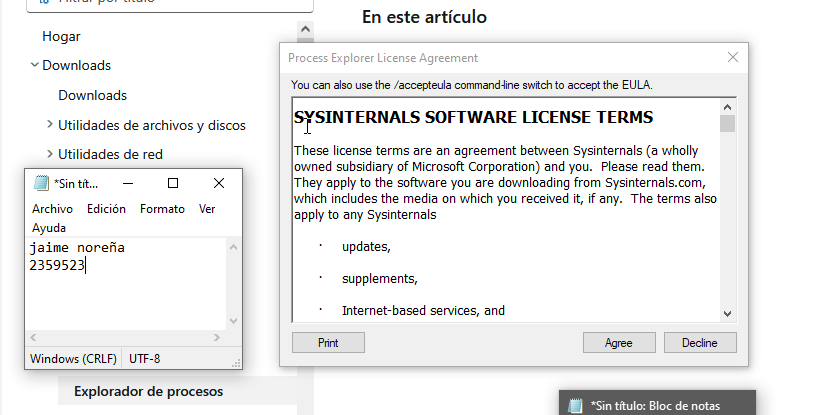 Filtrar por título
En este artículo
Hogar
Downloads
Downloads
Utilidades de archivos y discos
Utilidades de red
*Sin tít...
Archivo Edición Formato Ver
Ayuda
jaime noreña
2359523
Windows (CRLF) UTF-8
Explorador de procesos
Process Explorer License Agreement
You can also use the /accepteula command-line switch to accept the EULA.
SYSINTERNALS SOFTWARE LICENSE TERMS
These license terms are an agreement between Sysinternals (a wholly
owned subsidiary of Microsoft Corporation) and you. Please read them.
They apply to the software you are downloading from Sysinternals.com,
which includes the media on which you received it, if any. The terms also
apply to any Sysinternals
· updates,
· supplements,
· Internet-based services, and
Print Agree Decline
*Sin título: Bloc de notas